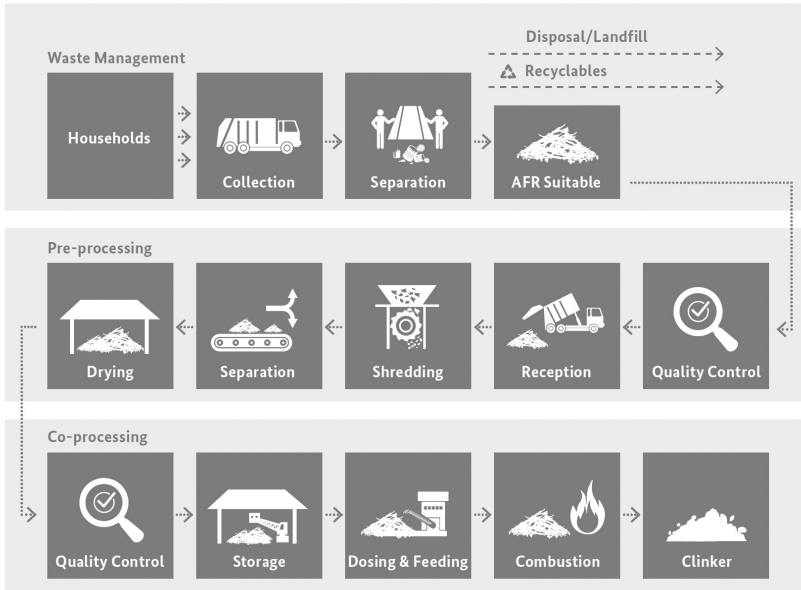 Waste Management
Disposal/Landfill
Recyclables
Households
Collection
Separation
AFR Suitable
Pre-processing
Drying
Separation
Shredding
Reception
Quality Control
Co-processing
Quality Control
Storage
Dosing & Feeding
Combustion
Clinker